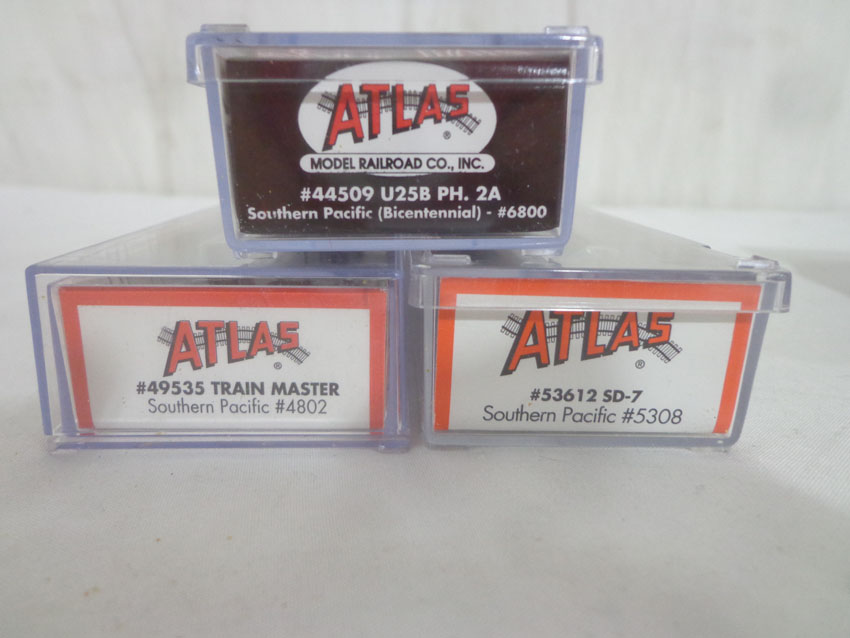 ATLAS
®
MODEL RAILROAD CO., INC.
#44509 U25B PH. 2A
Southern Pacific (Bicentennial) - #6800
ATLAS
®
#49535 TRAIN MASTER
Southern Pacific #4802
ATLAS
®
#53612 SD-7
Southern Pacific #5308